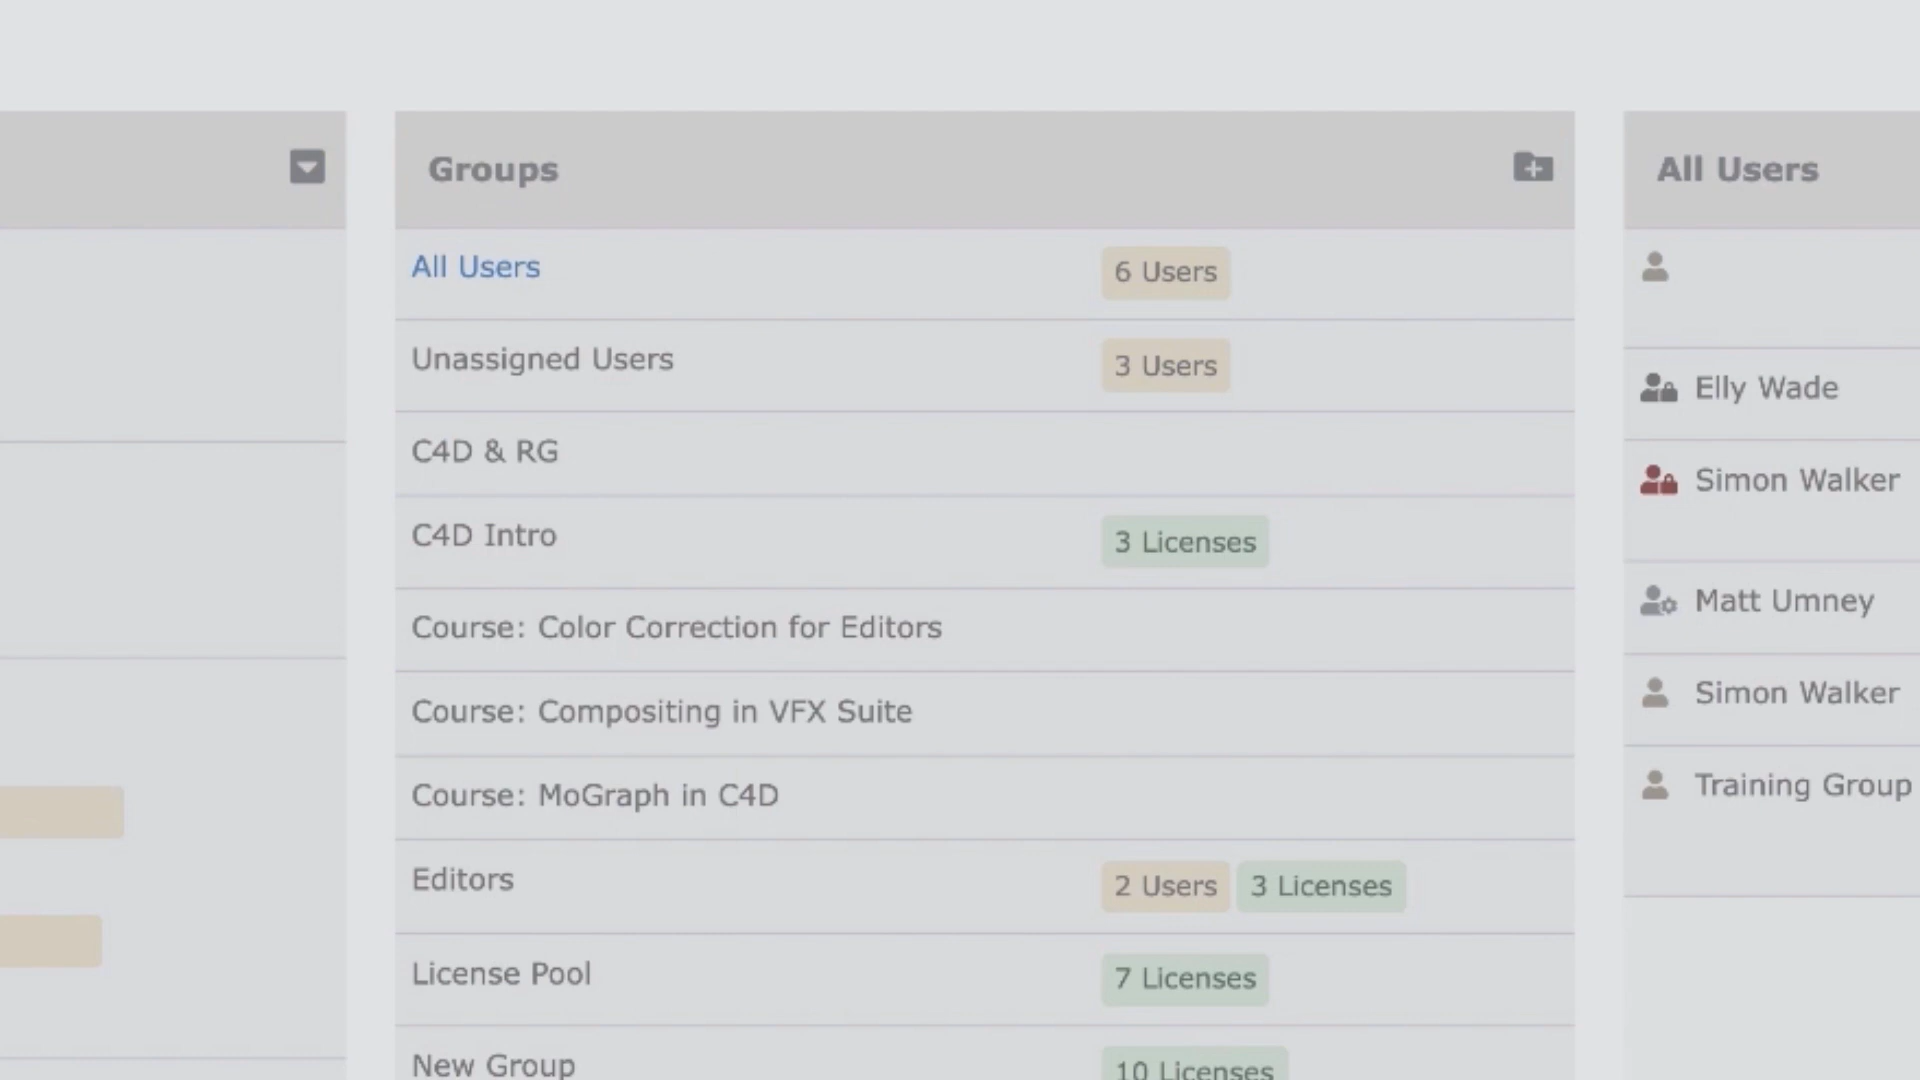 Groups
All Users
6 Users
Unassigned Users
3 Users
C4D & RG
C4D Intro
3 Licenses
Course: Color Correction for Editors
Course: Compositing in VFX Suite
Course: MoGraph in C4D
Editors
2 Users
3 Licenses
License Pool
7 Licenses
New Group
10 Licenses
All Users
Elly Wade
Simon Walker
Matt Umney
Simon Walker
Training Group